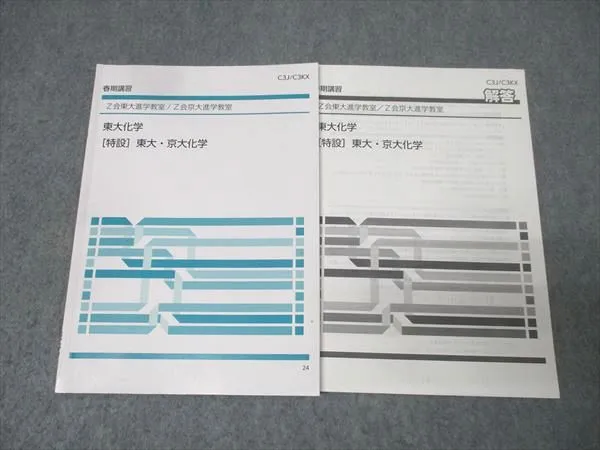 C3J/C3KX
春期講習
Z会東大進学教室/Z会京大進学教室
東大化学
[特設] 東大・京大化学
24
C3J/C3KX
解答
期講習
Z会東大進学教室/Z会京大進学教室
東大化学
[特設] 東大・京大化学